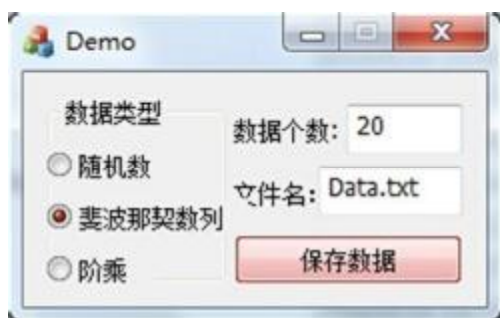 Demo
数据类型
随机数
斐波那契数列
阶乘
数据个数: 20
文件名: Data.txt
保存数据